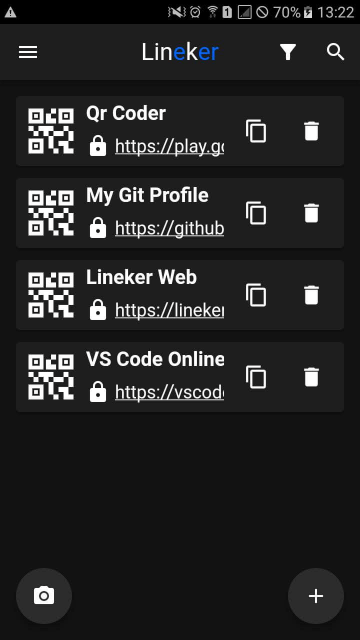 70% 13:22
Lineker
Qr Coder
https://play.go
My Git Profile
https://github
Lineker Web
https://lineker
VS Code Online
https://vscode